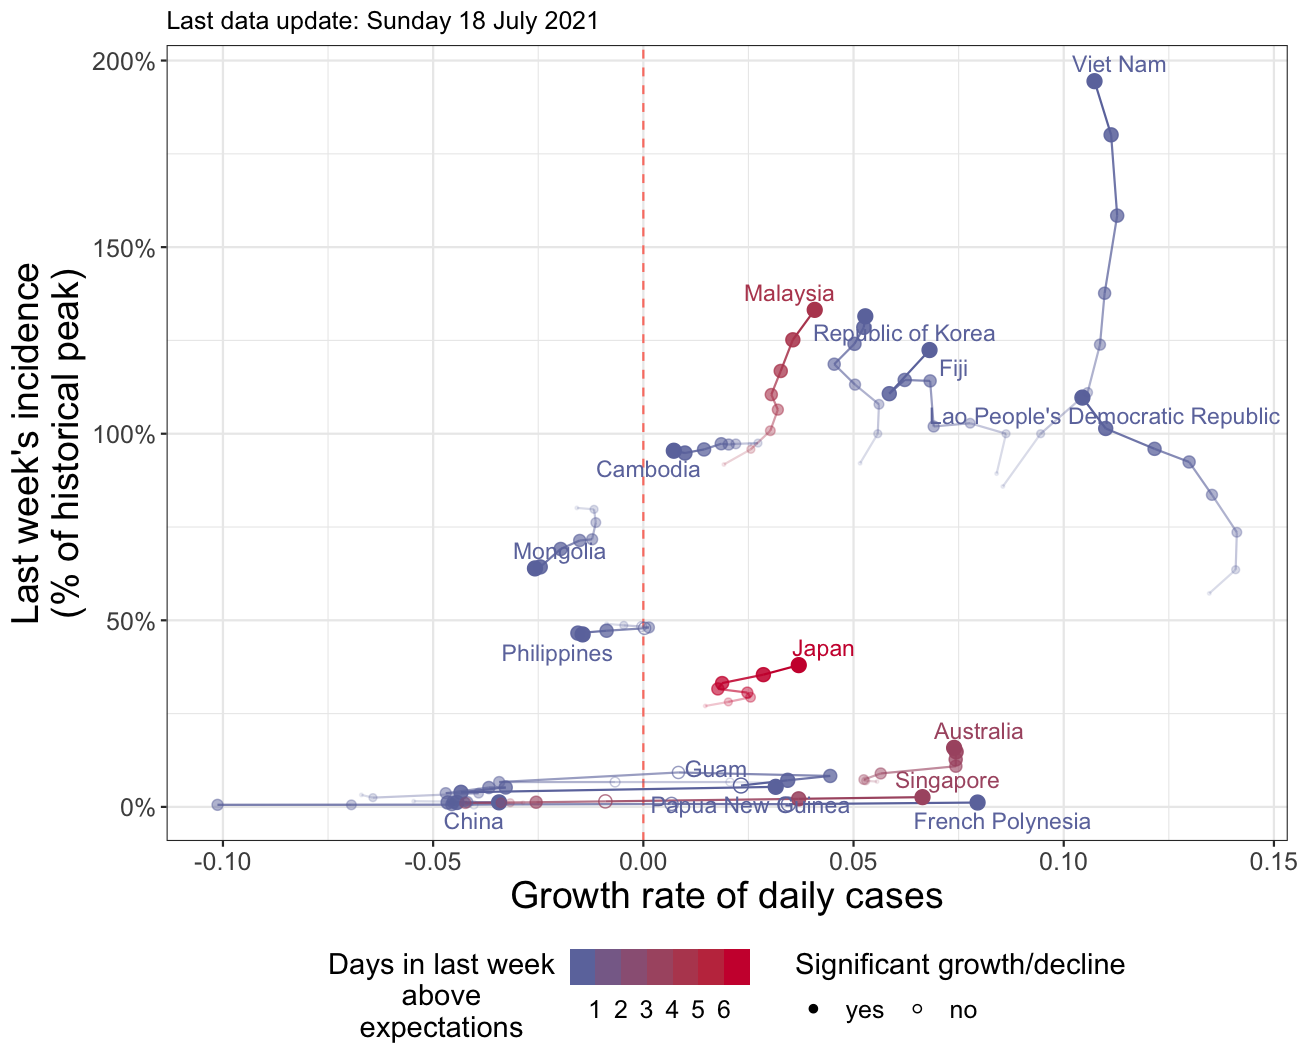 Last data update: Sunday 18 July 2021
200%
150%
100%
50%
0%
Last week's incidence
(% of historical peak)
Viet Nam
Malaysia
Republic of Korea
Fiji
Lao People's Democratic Republic
Cambodia
Mongolia
Philippines
Japan
Australia
Guam
Singapore
Papua New Guinea
China
French Polynesia
-0.10 -0.05 0.00 0.05 0.10 0.15
Growth rate of daily cases
Days in last week
above
expectations
1 2 3 4 5 6
Significant growth/decline
yes no